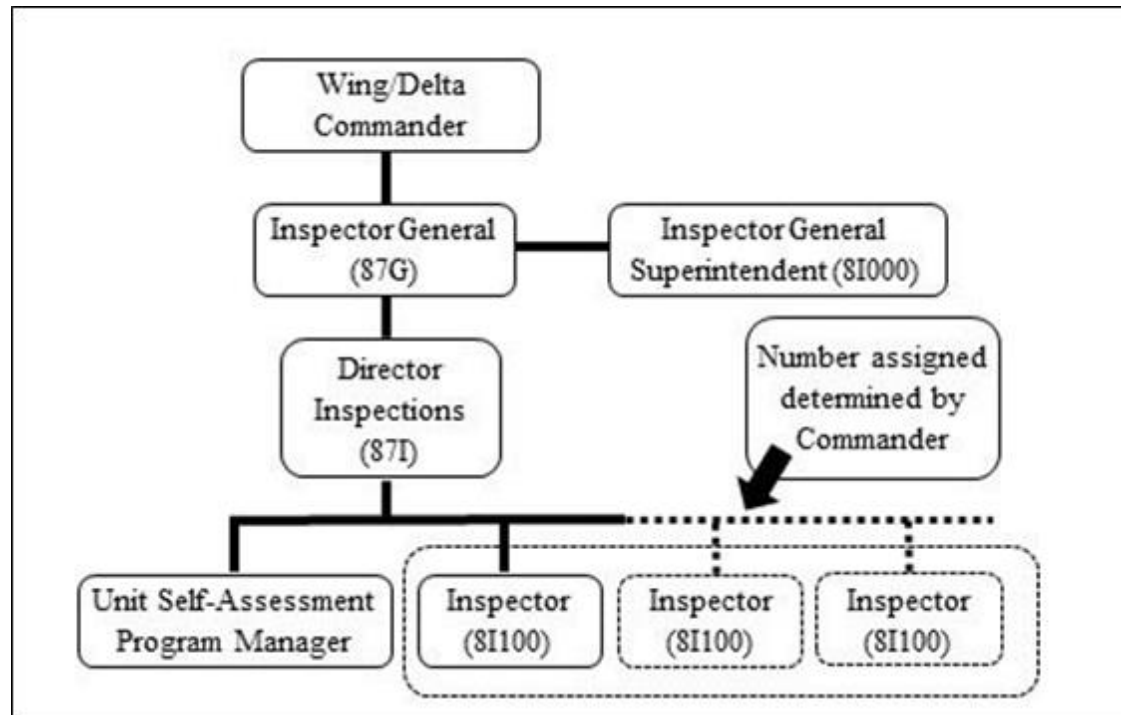 Wing/Delta
Commander
Inspector General
(87G)
Inspector General
Superintendent (8I000)
Director
Inspections
(87I)
Number assigned
determined by
Commander
Unit Self-Assessment
Program Manager
Inspector
(8I100)
Inspector
(8I100)
Inspector
(8I100)